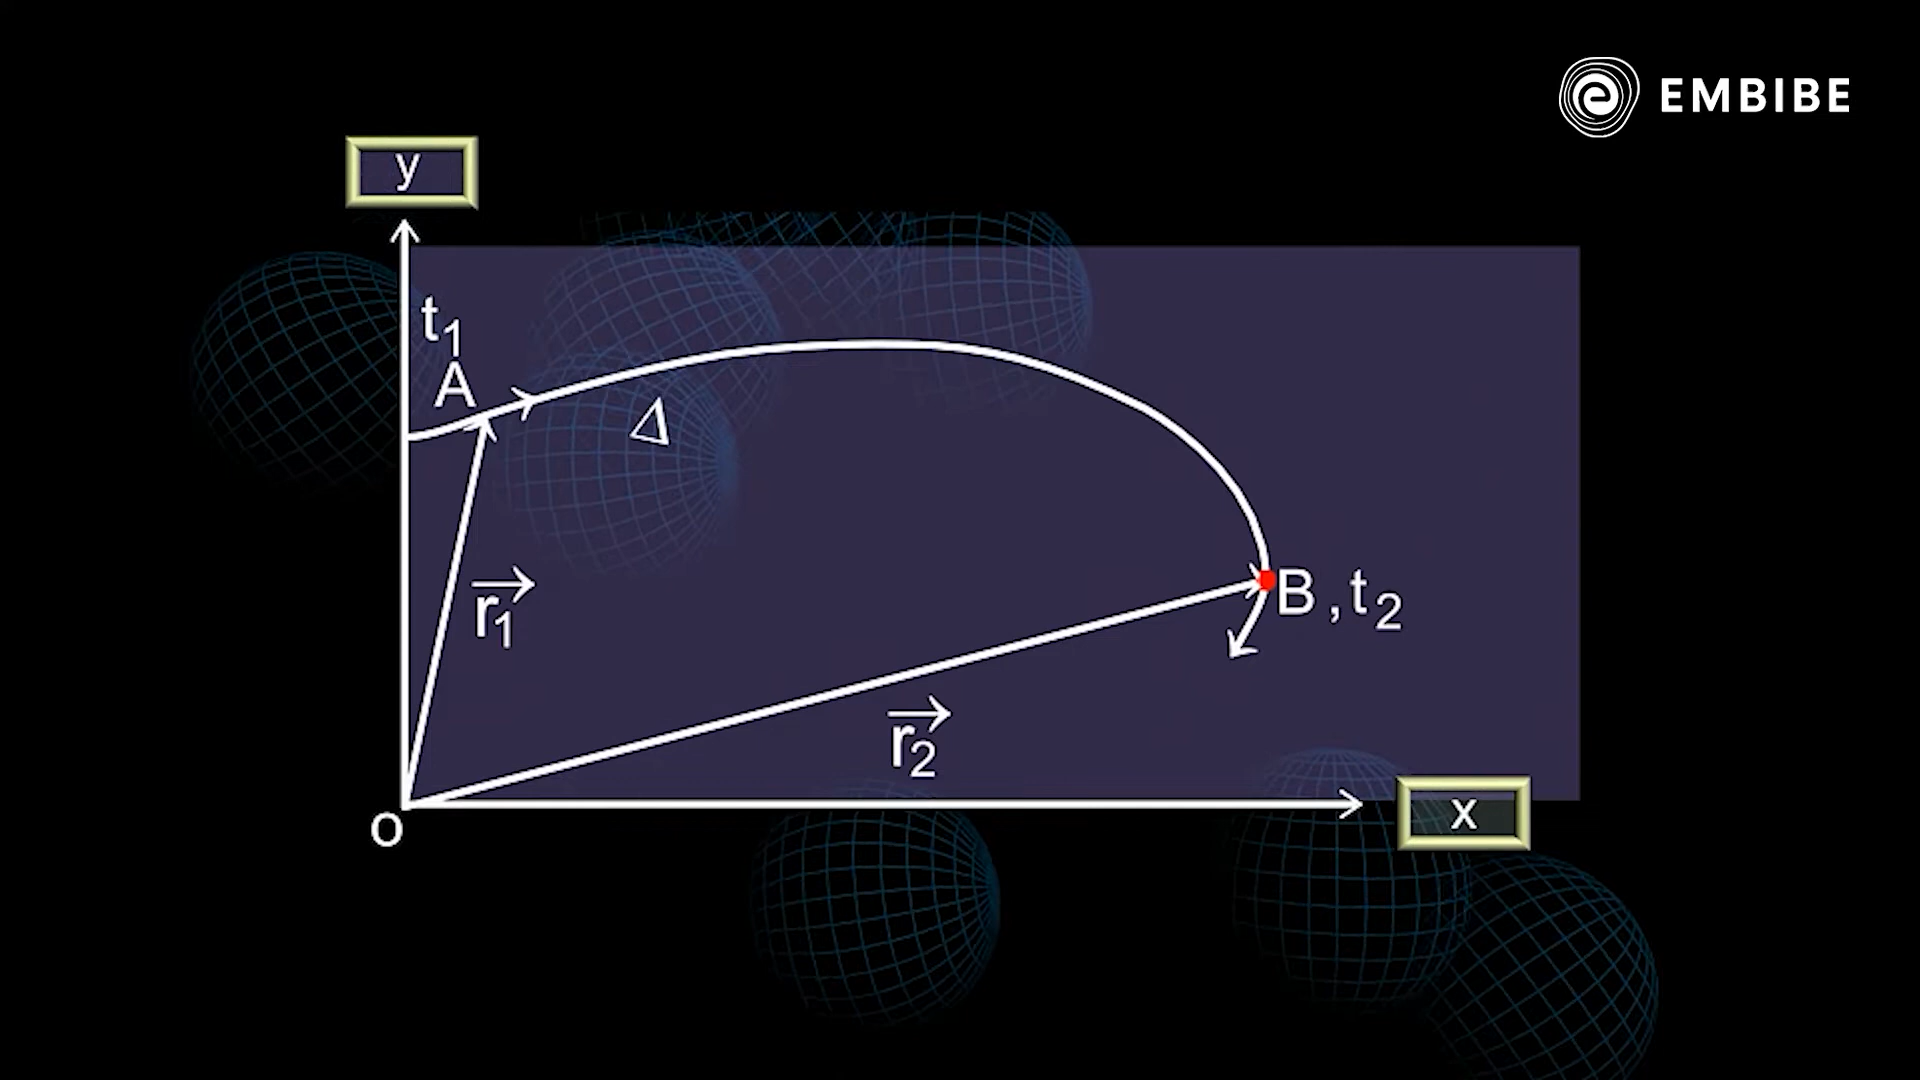 EMBIBE
y
t₁
A
Δ
r₁→
B , t₂
r₂→
x
O